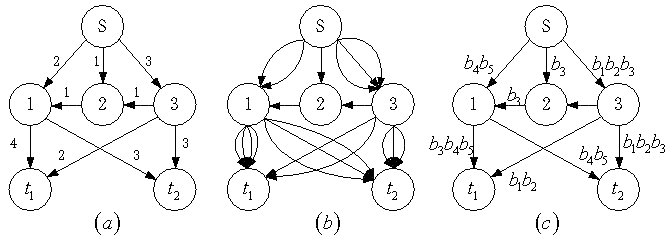 S S S
2 1 3 b₃ b₄b₅ b₁b₂b₃
1 1 b₃
1 2 3 1 2 3 1 2 3
4 2 3 3 b₃b₄b₅ b₁b₂ b₄b₅ b₁b₂b₃
t₁ t₂ t₁ t₂ t₁ t₂
(a) (b) (c)